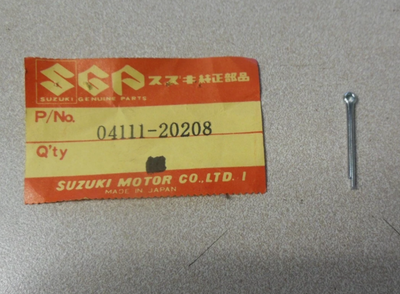 SGP スズキ純正部品
SUZUKI GENUINE PARTS
P/No. 04111-20208
Q'ty
SUZUKI MOTOR CO.,LTD. 1
MADE IN JAPAN